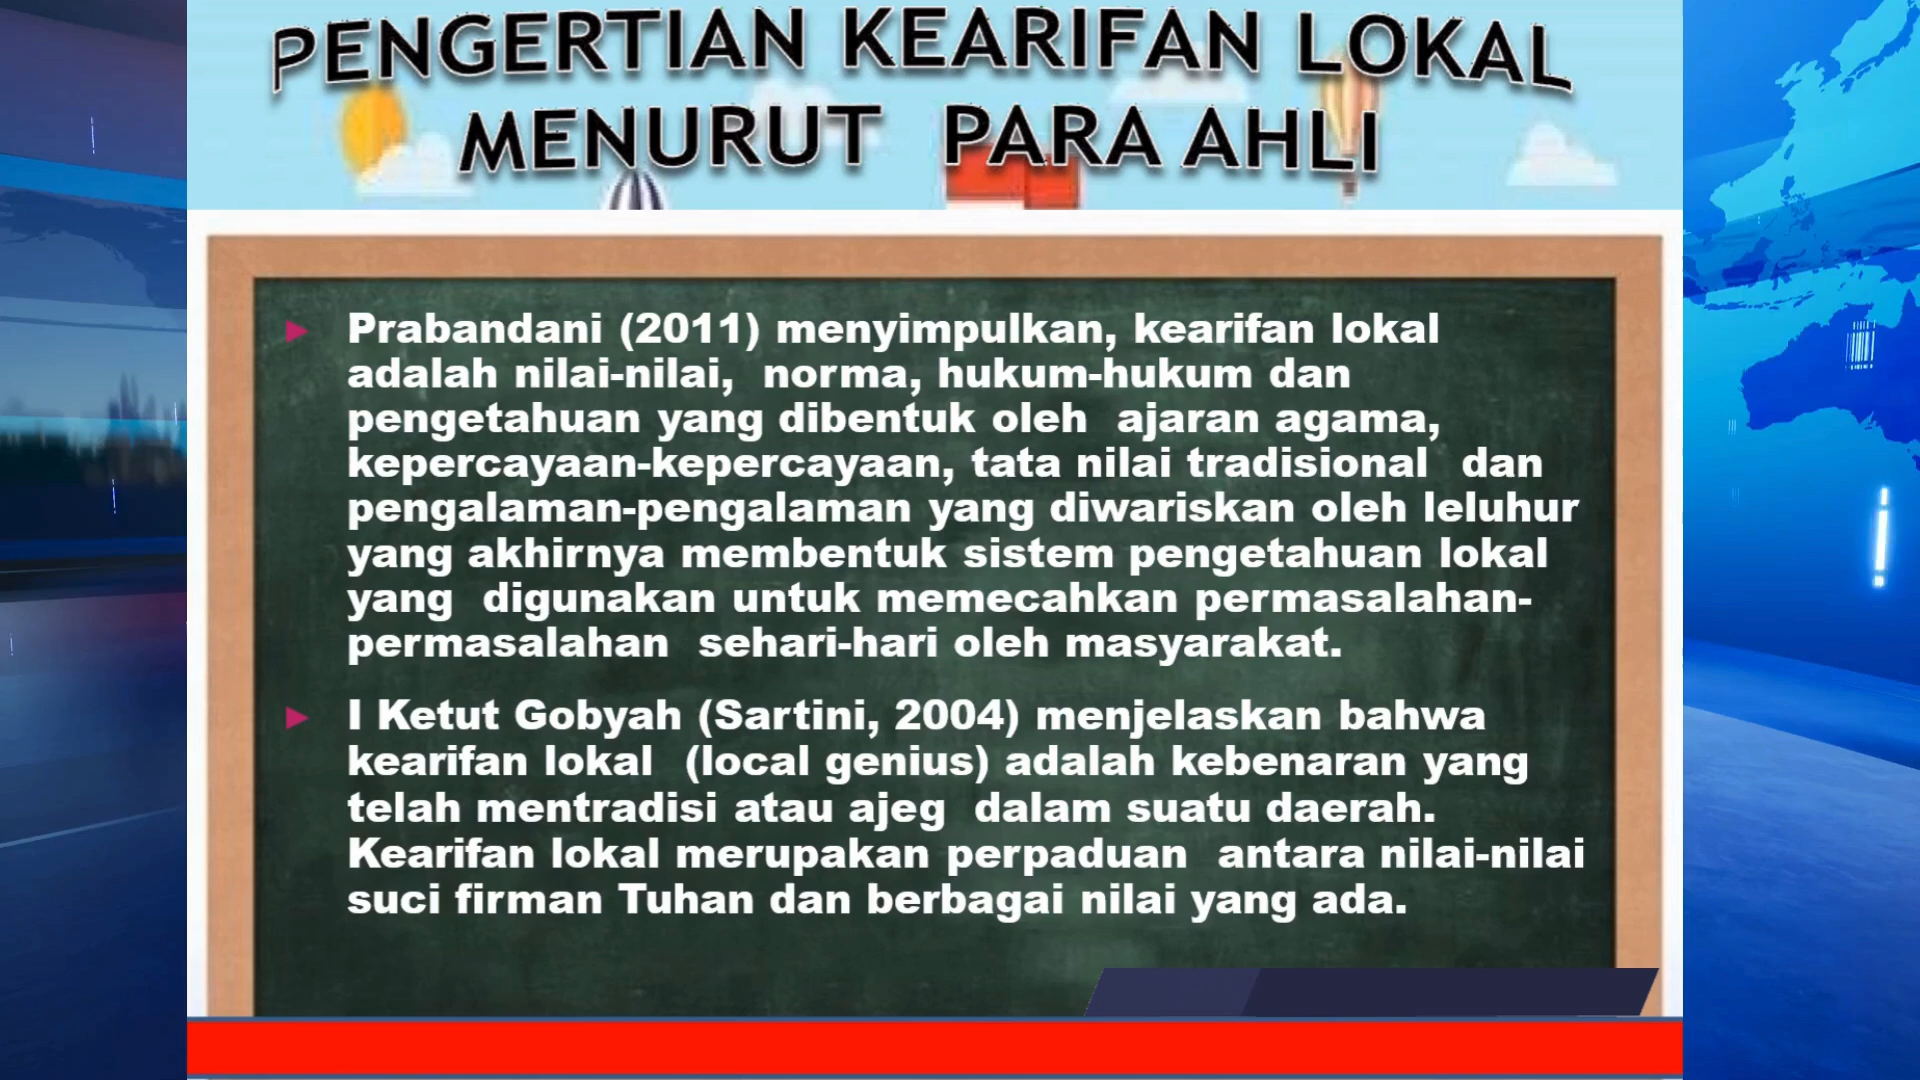 PENGERTIAN KEARIFAN LOKAL
MENURUT PARA AHLI
Prabandani (2011) menyimpulkan, kearifan lokal
adalah nilai-nilai, norma, hukum-hukum dan
pengetahuan yang dibentuk oleh ajaran agama,
kepercayaan-kepercayaan, tata nilai tradisional dan
pengalaman-pengalaman yang diwariskan oleh leluhur
yang akhirnya membentuk sistem pengetahuan lokal
yang digunakan untuk memecahkan permasalahan-
permasalahan sehari-hari oleh masyarakat.
I Ketut Gobyah (Sartini, 2004) menjelaskan bahwa
kearifan lokal (local genius) adalah kebenaran yang
telah mentradisi atau ajeg dalam suatu daerah.
Kearifan lokal merupakan perpaduan antara nilai-nilai
suci firman Tuhan dan berbagai nilai yang ada.